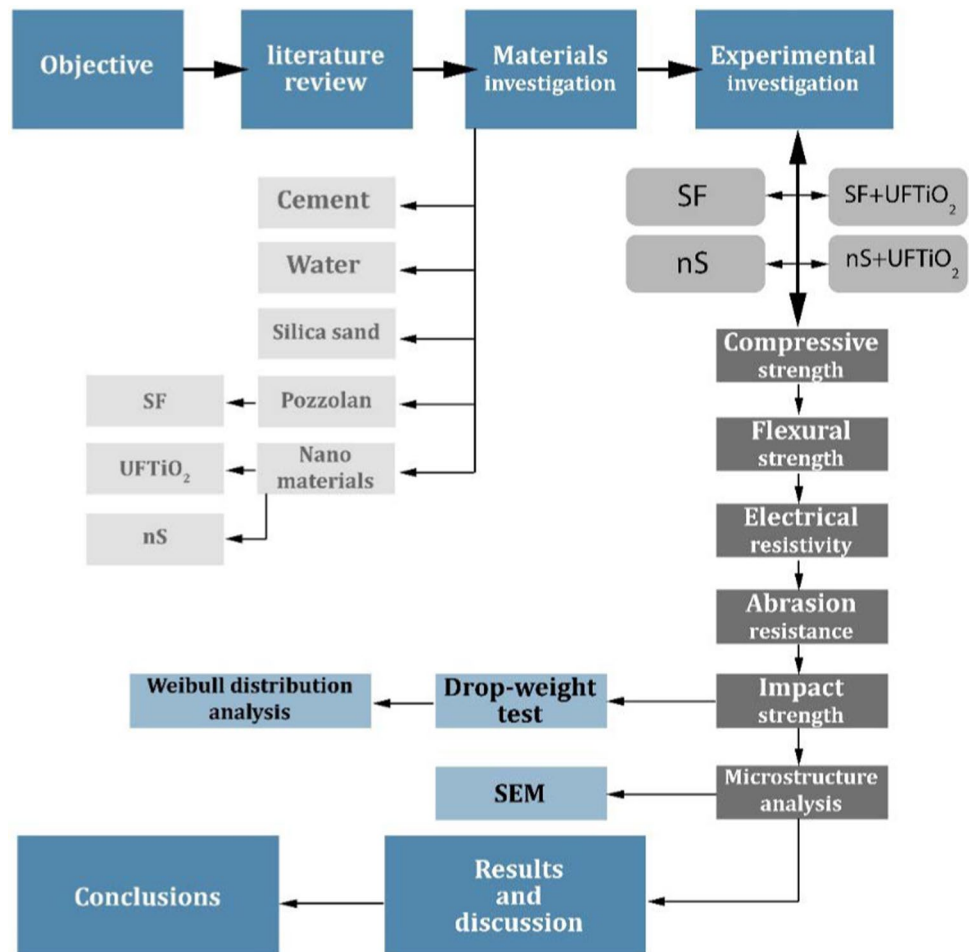 Objective
literature
review
Materials
investigation
Experimental
investigation
SF
SF+UFTiO₂
nS
nS+UFTiO₂
Cement
Water
Silica sand
SF
Pozzolan
UFTiO₂
Nano
materials
nS
Compressive
strength
Flexural
strength
Electrical
resistivity
Abrasion
resistance
Weibull distribution
analysis
Drop-weight
test
Impact
strength
SEM
Microstructure
analysis
Conclusions
Results
and
discussion